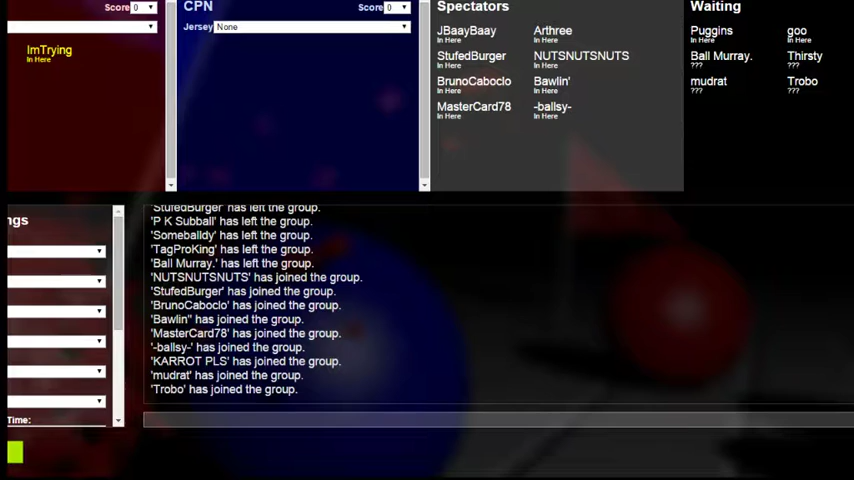 Score 0
CPN Score 0
Jersey None
ImTrying
In Here
Spectators
JBaayBaay Arthree
In Here In Here
StufedBurger NUTSNUTSNUTS
In Here In Here
BrunoCaboclo Bawlin'
In Here In Here
MasterCard78 -ballsy-
In Here In Here
Waiting
Puggins goo
In Here In Here
Ball Murray. Thirsty
??? ???
mudrat Trobo
??? ???
ngs
Time:
'StufedBurger' has left the group.
'P K Subball' has left the group.
'Someballdy' has left the group.
'TagProKing' has left the group.
'Ball Murray.' has left the group.
'NUTSNUTSNUTS' has joined the group.
'StufedBurger' has joined the group.
'BrunoCaboclo' has joined the group.
'Bawlin'' has joined the group.
'MasterCard78' has joined the group.
'-ballsy-' has joined the group.
'KARROT PLS' has joined the group.
'mudrat' has joined the group.
'Trobo' has joined the group.